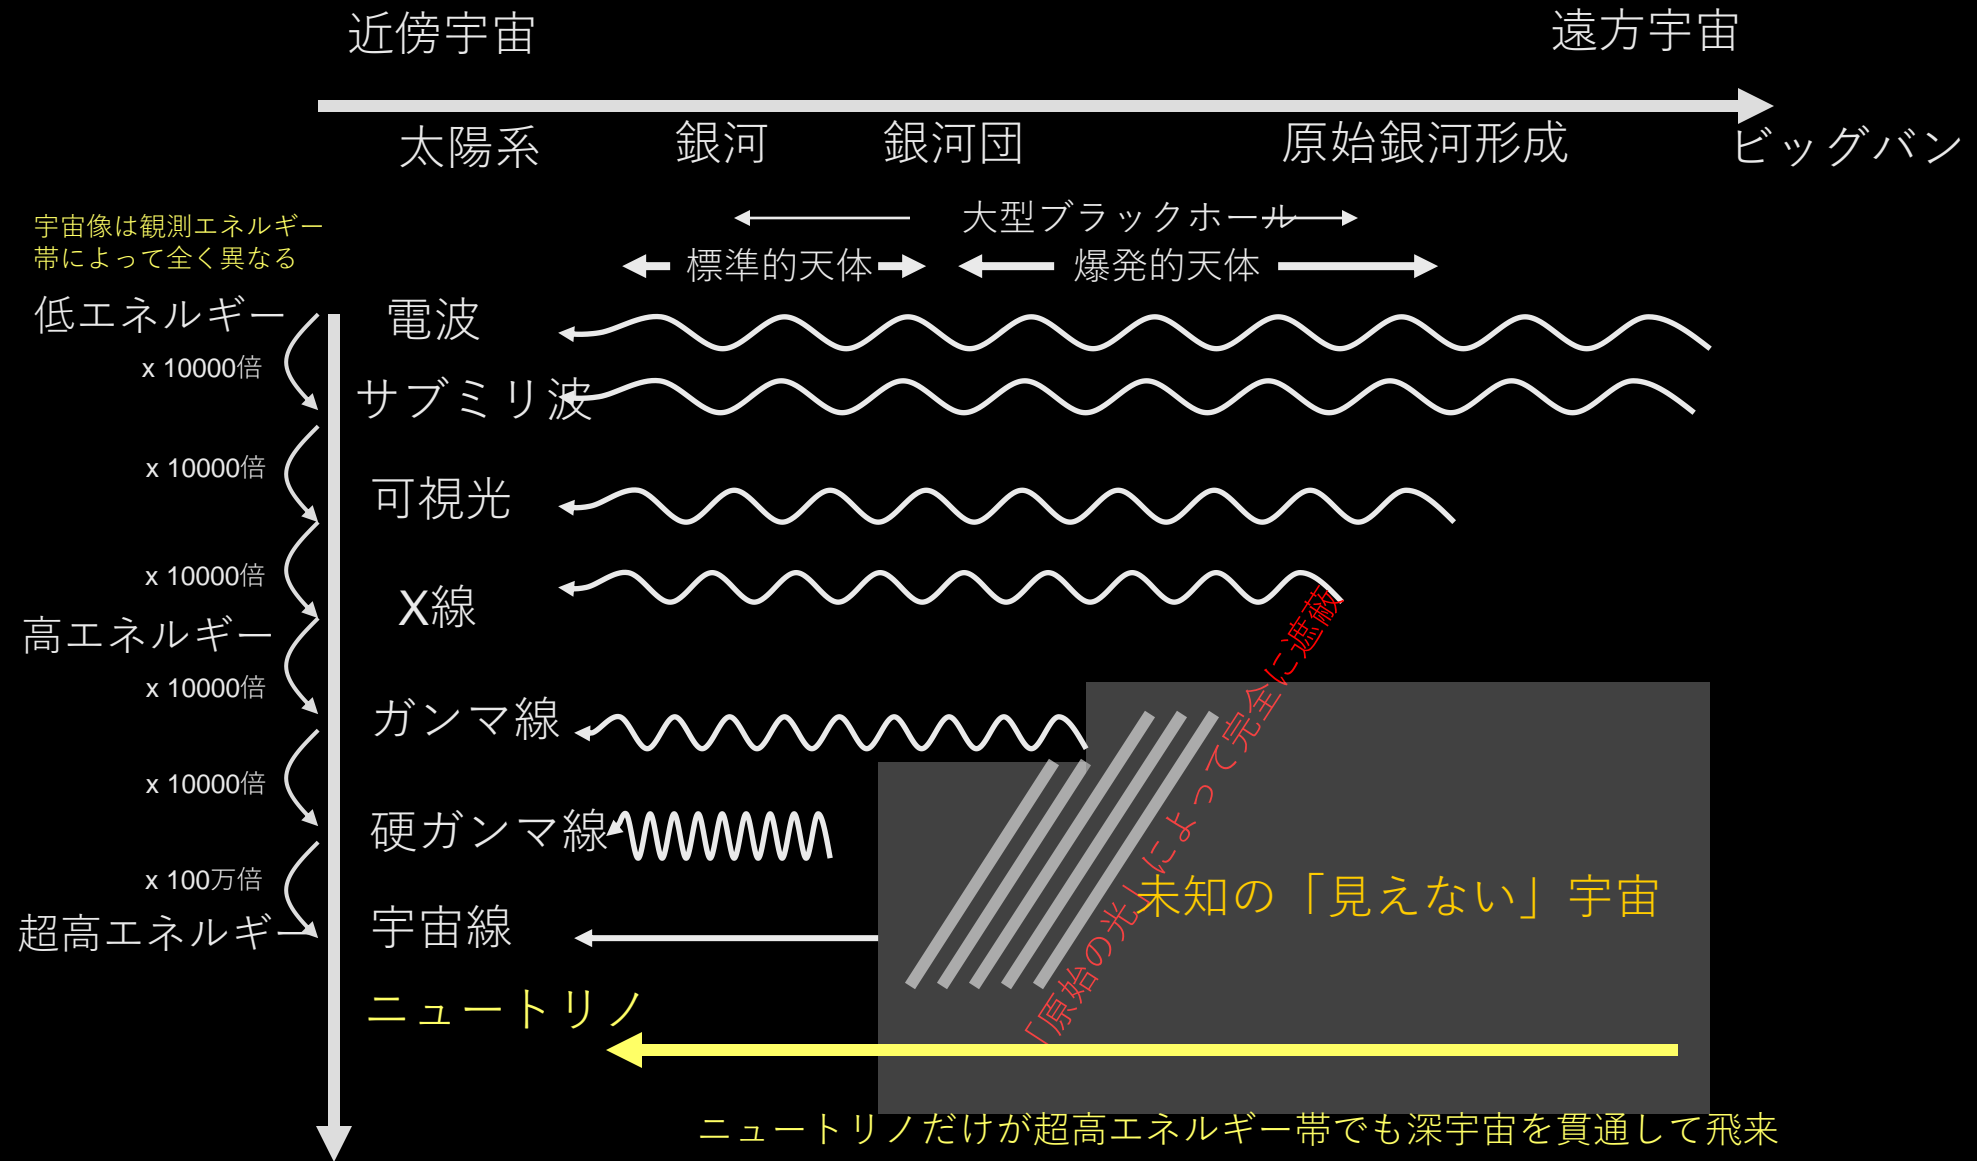 近傍宇宙
遠方宇宙
太陽系
銀河
銀河団
原始銀河形成
ビッグバン
大型ブラックホール
標準的天体
爆発的天体
宇宙像は観測エネルギー
帯によって全く異なる
低エネルギー
x 10000倍
x 10000倍
x 10000倍
高エネルギー
x 10000倍
x 10000倍
x 100万倍
超高エネルギー
電波
サブミリ波
可視光
X線
ガンマ線
硬ガンマ線
宇宙線
ニュートリノ
「原始の光」によって完全に遮蔽
未知の「見えない」宇宙
ニュートリノだけが超高エネルギー帯でも深宇宙を貫通して飛来